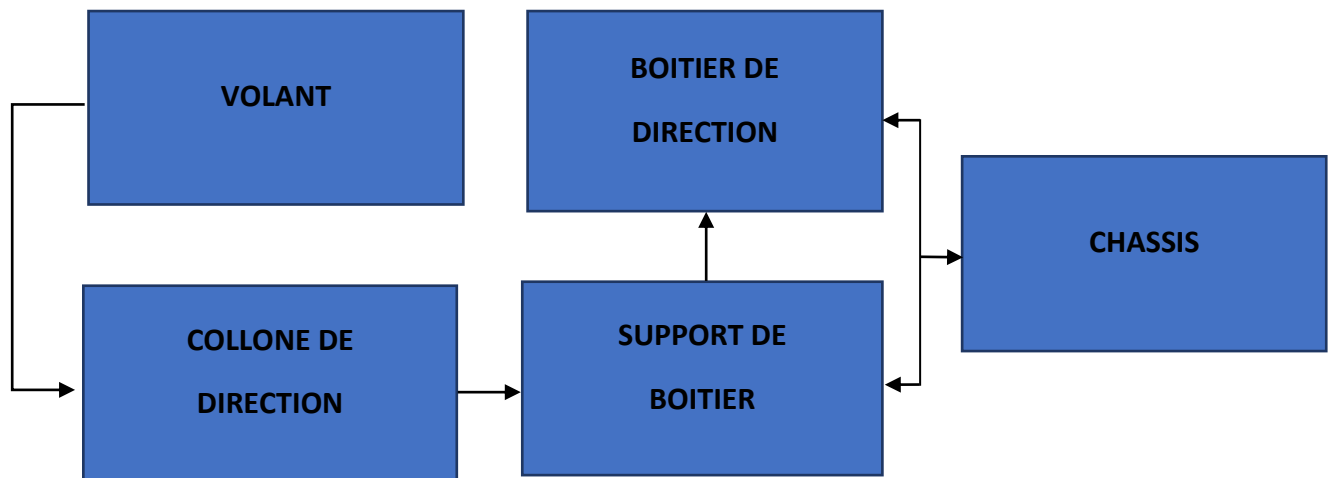 VOLANT
BOITIER DE
DIRECTION
CHASSIS
COLLONE DE
DIRECTION
SUPPORT DE
BOITIER